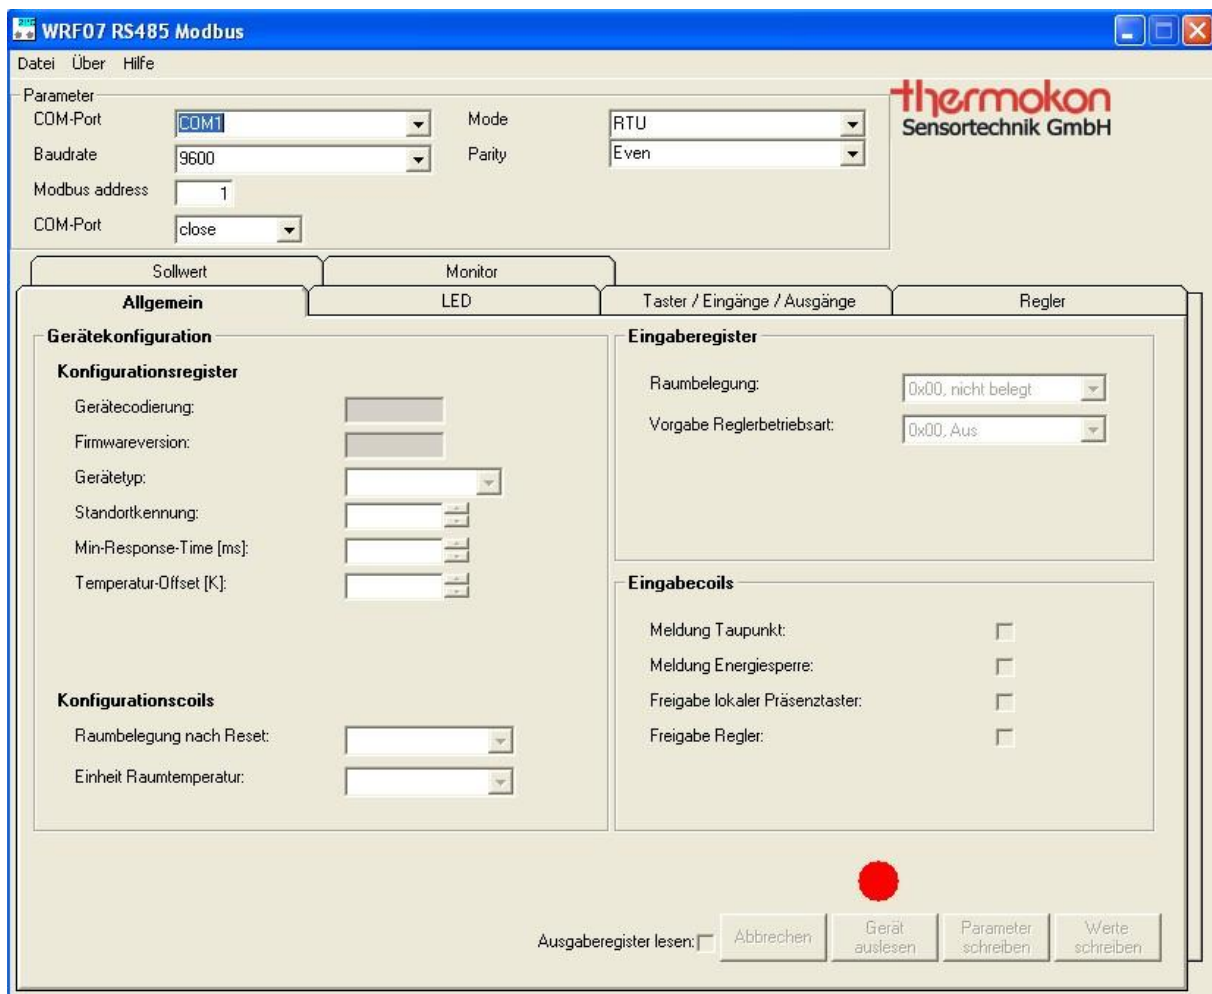 WRF07 RS485 Modbus
Datei Über Hilfe
Parameter
COM-Port COM1 Mode RTU
Baudrate 9600 Parity Even
Modbus address 1
COM-Port close
thermokon
Sensortechnik GmbH
Sollwert Monitor
Allgemein LED Taster / Eingänge / Ausgänge Regler
Gerätekonfiguration
Konfigurationsregister
Gerätecodierung:
Firmwareversion:
Gerätetyp:
Standortkennung:
Min-Response-Time [ms]:
Temperatur-Offset [K]:
Konfigurationscoils
Raumbelegung nach Reset:
Einheit Raumtemperatur:
Eingaberegister
Raumbelegung: 0x00, nicht belegt
Vorgabe Reglerbetriebsart: 0x00, Aus
Eingabecoils
Meldung Taupunkt:
Meldung Energiesperre:
Freigabe lokaler Präsenztaster:
Freigabe Regler:
Ausgaberegister lesen:
Abbrechen
Gerät
auslesen
Parameter
schreiben
Werte
schreiben